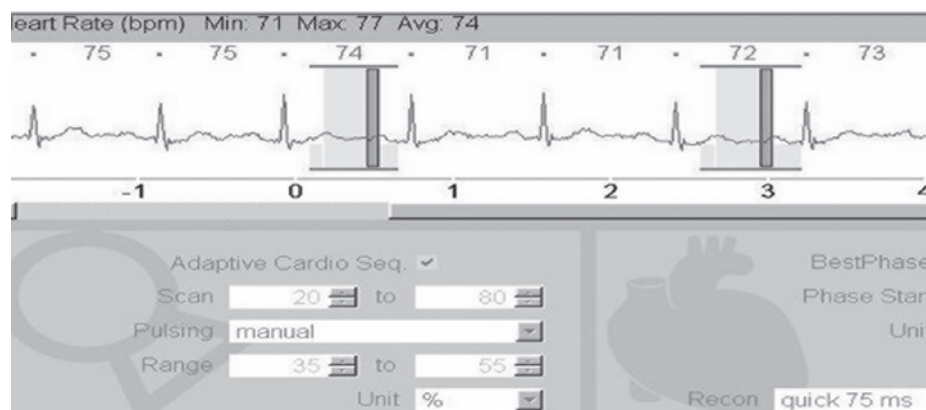 eart Rate (bpm) Min: 71 Max: 77 Avg: 74
- 75 - 75 - 74 - 71 - 71 - 72 - 73
-1 0 1 2 3 4
Adaptive Cardio Seq.
BestPhase
Scan 20 to 80
Phase Star
Pulsing manual
Uni
Range 35 to 55
Unit %
Recon quick 75 ms